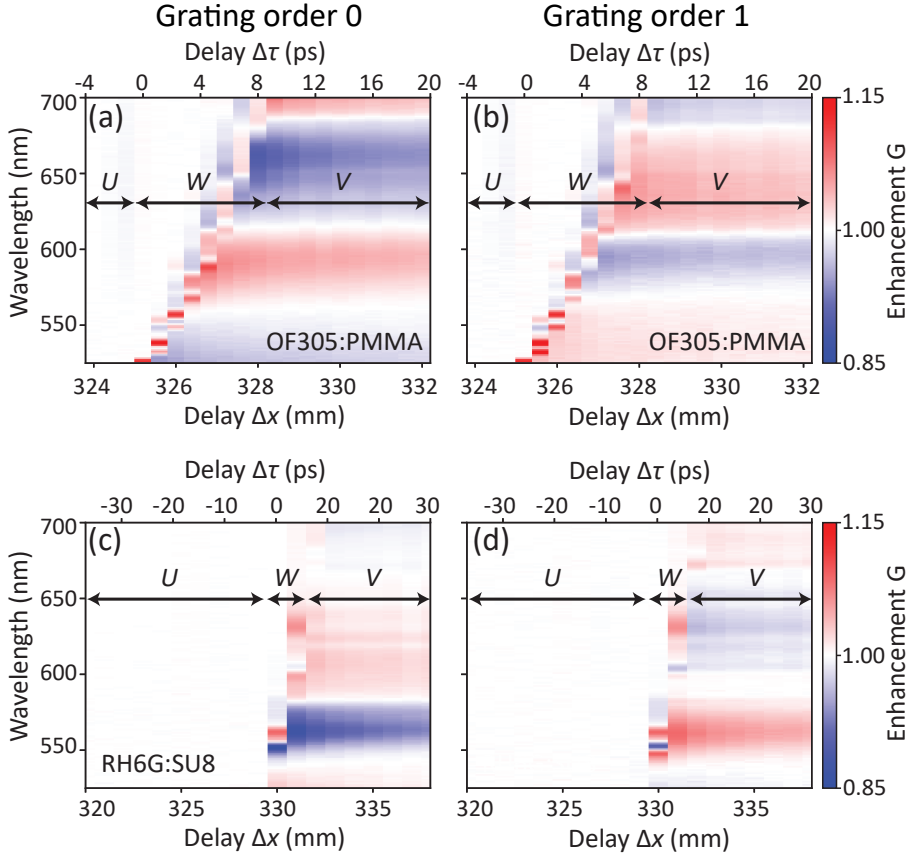 Grating order 0
Grating order 1
Delay Δτ (ps)
Delay Δτ (ps)
-4 0 4 8 12 16 20
-4 0 4 8 12 16 20
700
650
600
550
Wavelength (nm)
(a)
U W V
OF305:PMMA
324 326 328 330 332
Delay Δx (mm)
(b)
U W V
OF305:PMMA
324 326 328 330 332
Delay Δx (mm)
1.15
1.00
0.85
Enhancement G
Delay Δτ (ps)
Delay Δτ (ps)
-30 -20 -10 0 10 20 30
-30 -20 -10 0 20 20 30
700
650
600
550
Wavelength (nm)
(c)
U W V
RH6G:SU8
320 325 330 335
Delay Δx (mm)
(d)
U W V
320 325 330 335
Delay Δx (mm)
1.15
1.00
0.85
Enhancement G